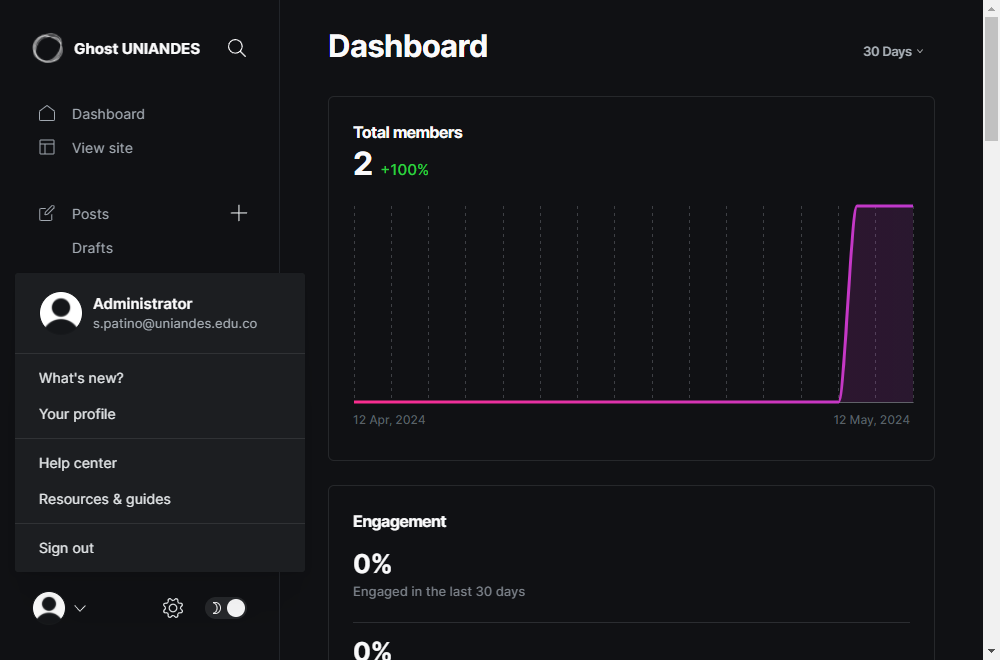 Ghost UNIANDES
Dashboard
View site
Posts
Drafts
Administrator
s.patino@uniandes.edu.co
What's new?
Your profile
Help center
Resources & guides
Sign out
Dashboard
30 Days
Total members
2 +100%
12 Apr, 2024 12 May, 2024
Engagement
0%
Engaged in the last 30 days
0%